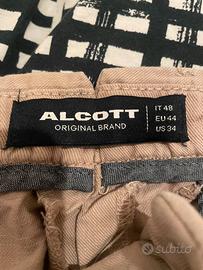 ALCOTT
ORIGINAL BRAND
IT 48
EU 44
US 34
subito